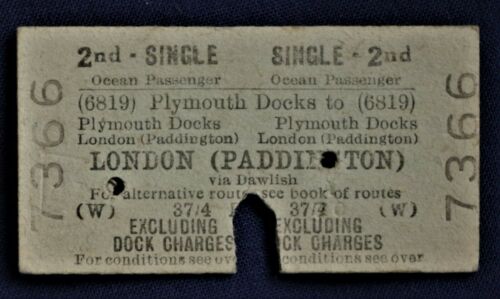 2nd - SINGLE SINGLE - 2nd
Ocean Passenger Ocean Passenger
(6819) Plymouth Docks to (6819)
Plymouth Docks Plymouth Docks
London (Paddington) London (Paddington)
LONDON (PADDINGTON)
via Dawlish
For alternative route see book of routes
(W) 37/4 37/4 (W)
EXCLUDING EXCLUDING
DOCK CHARGES DOCK CHARGES
For conditions see over conditions see over
7366
7366